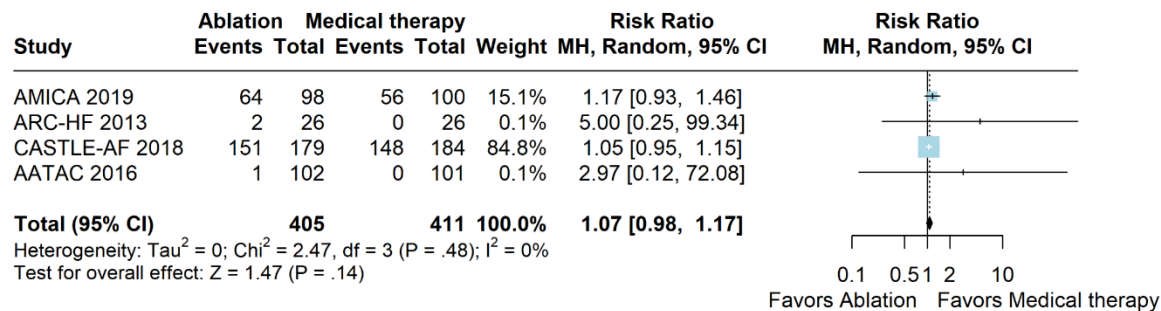 Ablation Medical therapy Risk Ratio Risk Ratio
Study Events Total Events Total Weight MH, Random, 95% CI MH, Random, 95% CI
AMICA 2019 64 98 56 100 15.1% 1.17 [0.93, 1.46]
ARC-HF 2013 2 26 0 26 0.1% 5.00 [0.25, 99.34]
CASTLE-AF 2018 151 179 148 184 84.8% 1.05 [0.95, 1.15]
AATAC 2016 1 102 0 101 0.1% 2.97 [0.12, 72.08]
Total (95% CI) 405 411 100.0% 1.07 [0.98, 1.17]
Heterogeneity: Tau² = 0; Chi² = 2.47, df = 3 (P = .48); I² = 0%
Test for overall effect: Z = 1.47 (P = .14)
0.1 0.5 1 2 10
Favors Ablation Favors Medical therapy